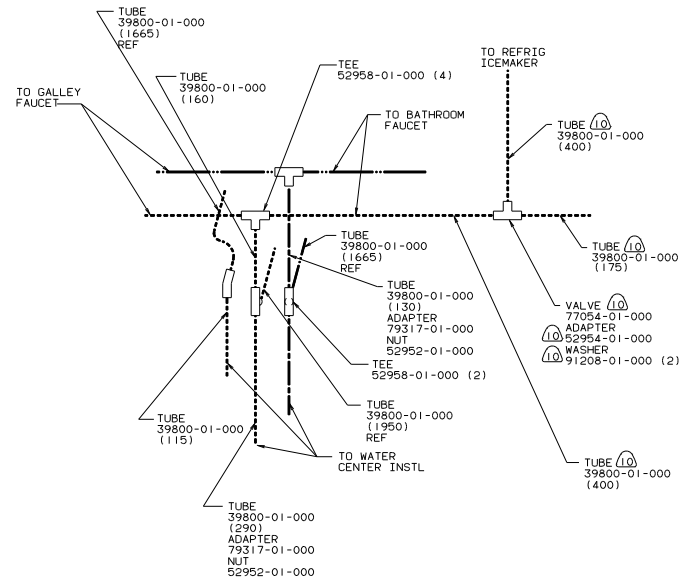 TUBE
39800-01-000
(1665)
REF
TUBE
39800-01-000
(160)
TEE
52958-01-000 (4)
TO REFRIG
ICEMAKER
TO GALLEY
FAUCET
TO BATHROOM
FAUCET
TUBE 10
39800-01-000
(400)
TUBE
39800-01-000
(1665)
REF
TUBE 10
39800-01-000
(175)
TUBE
39800-01-000
(130)
ADAPTER
79317-01-000
NUT
52952-01-000
VALVE 10
77054-01-000
10 ADAPTER
52954-01-000
10 WASHER
91208-01-000 (2)
TEE
52958-01-000 (2)
TUBE
39800-01-000
(1950)
REF
TUBE
39800-01-000
(115)
TO WATER
CENTER INSTL
TUBE 10
39800-01-000
(400)
TUBE
39800-01-000
(290)
ADAPTER
79317-01-000
NUT
52952-01-000